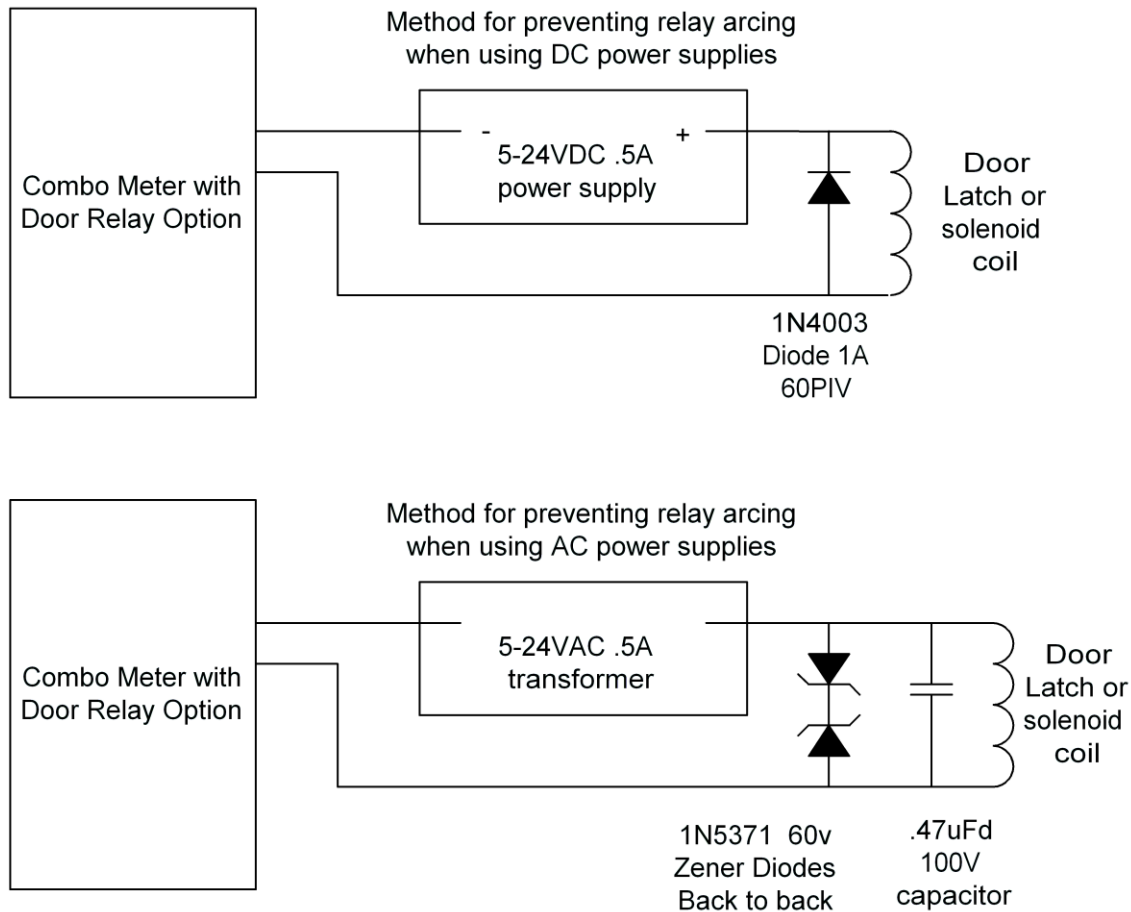 Method for preventing relay arcing
when using DC power supplies
Combo Meter with
Door Relay Option
- +
5-24VDC .5A
power supply
Door
Latch or
solenoid
coil
1N4003
Diode 1A
60PIV
Method for preventing relay arcing
when using AC power supplies
Combo Meter with
Door Relay Option
5-24VAC .5A
transformer
Door
Latch or
solenoid
coil
1N5371 60v
Zener Diodes
Back to back
.47uFd
100V
capacitor